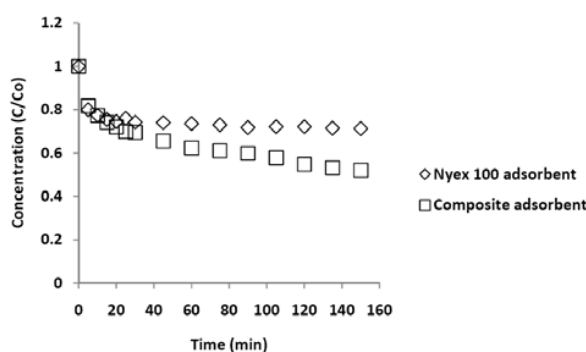 1.2
1
0.8
0.6
0.4
0.2
0
Concentration (C/Co)
0 20 40 60 80 100 120 140 160
Time (min)
Nyex 100 adsorbent
Composite adsorbent